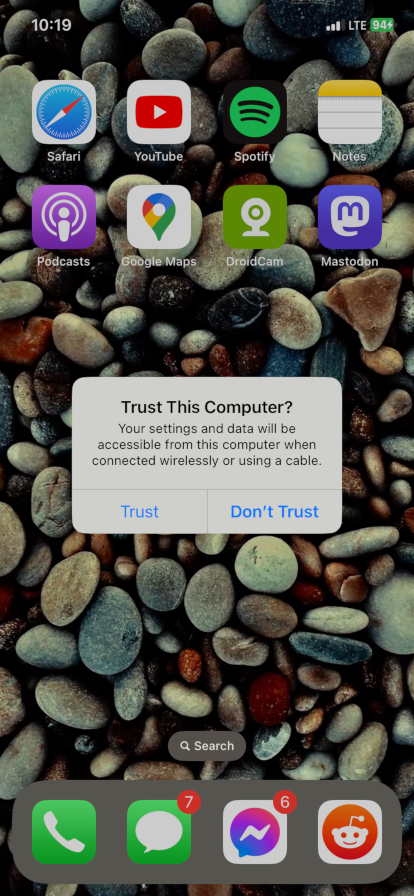 10:19 LTE 94
Safari YouTube Spotify Notes
Podcasts Google Maps DroidCam Mastodon
Trust This Computer?
Your settings and data will be
accessible from this computer when
connected wirelessly or using a cable.
Trust Don't Trust
Search
7 6